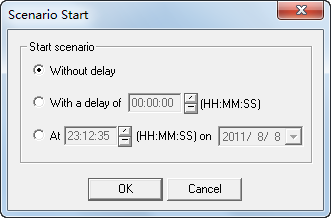 Scenario Start
Start scenario
Without delay
With a delay of 00:00:00 (HH:MM:SS)
At 23:12:35 (HH:MM:SS) on 2011/ 8/ 8
OK Cancel